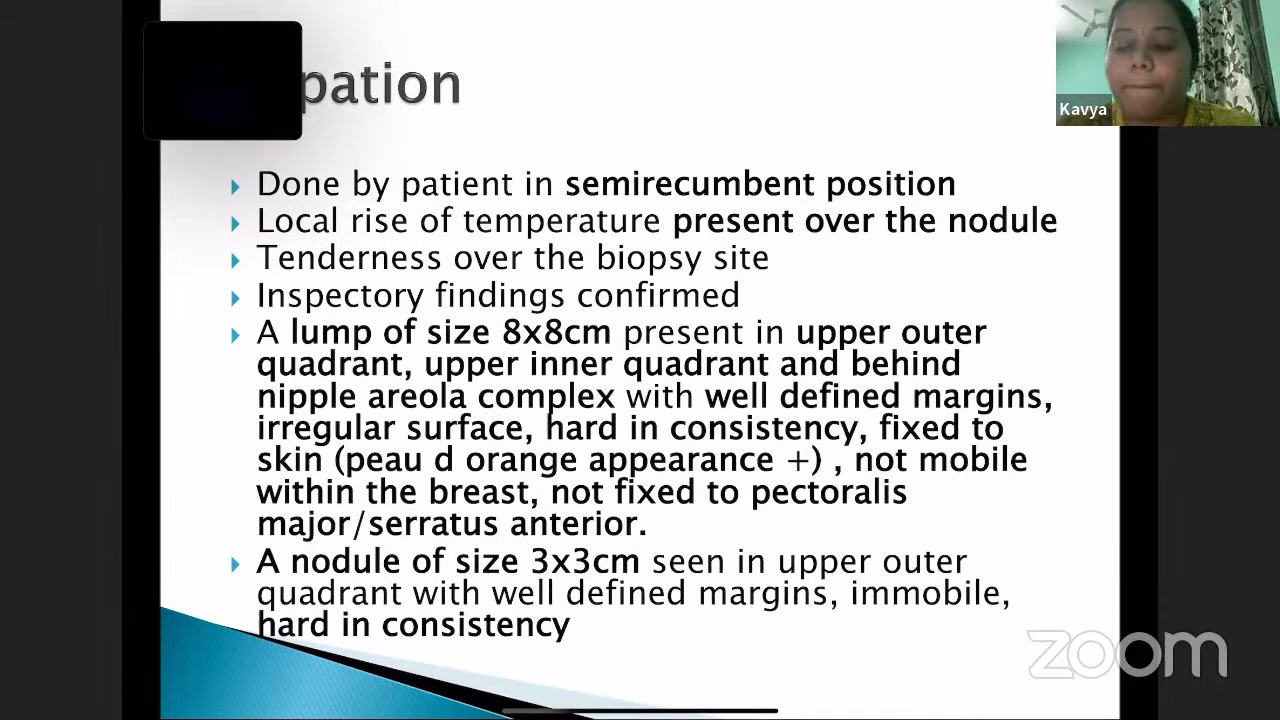 pation
Kavya
Done by patient in semirecumbent position
Local rise of temperature present over the nodule
Tenderness over the biopsy site
Inspectory findings confirmed
A lump of size 8x8cm present in upper outer
quadrant, upper inner quadrant and behind
nipple areola complex with well defined margins,
irregular surface, hard in consistency, fixed to
skin (peau d orange appearance +) , not mobile
within the breast, not fixed to pectoralis
major/serratus anterior.
A nodule of size 3x3cm seen in upper outer
quadrant with well defined margins, immobile,
hard in consistency
zoom